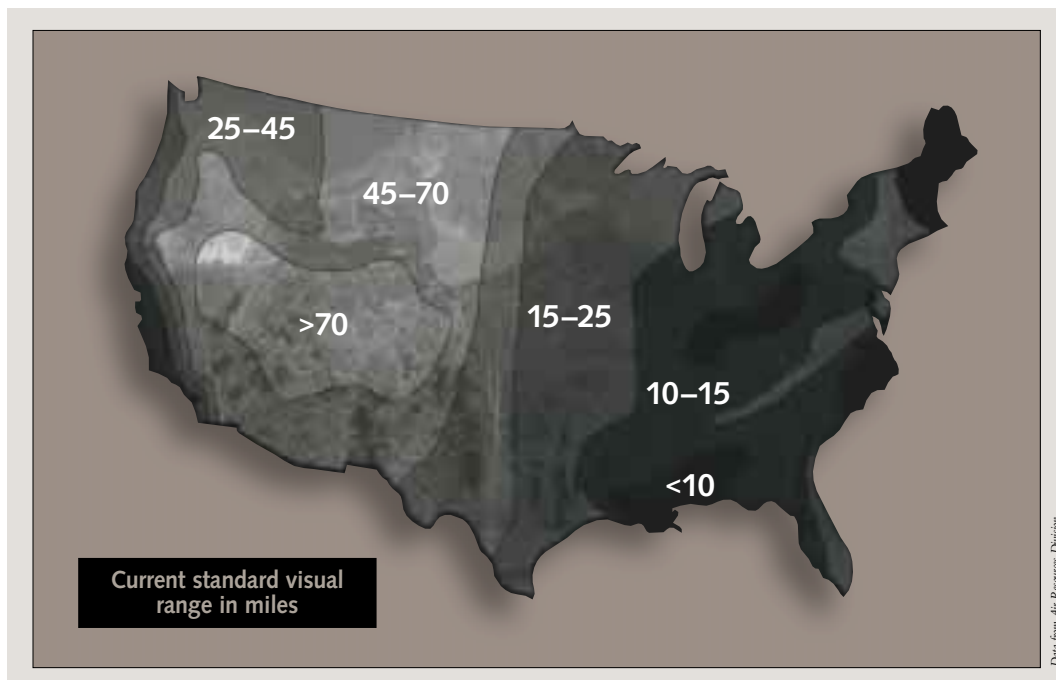 25–45
45–70
>70
15–25
10–15
<10
Current standard visual
range in miles
Data from Air Resources Division